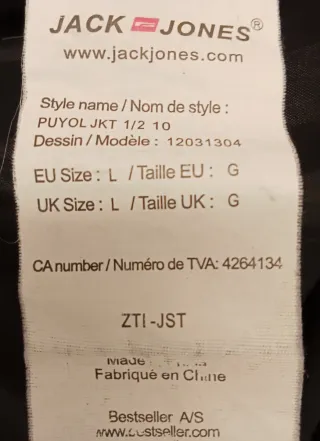 JACK JONES®
www.jackjones.com
Style name / Nom de style :
PUYOL JKT 1/2 10
Dessin / Modèle : 12031304
EU Size : L / Taille EU : G
UK Size : L / Taille UK : G
CA number / Numéro de TVA: 4264134
ZTI -JST
Made
Fabriqué en Chine
Bestseller A/S
www.bestseller.com